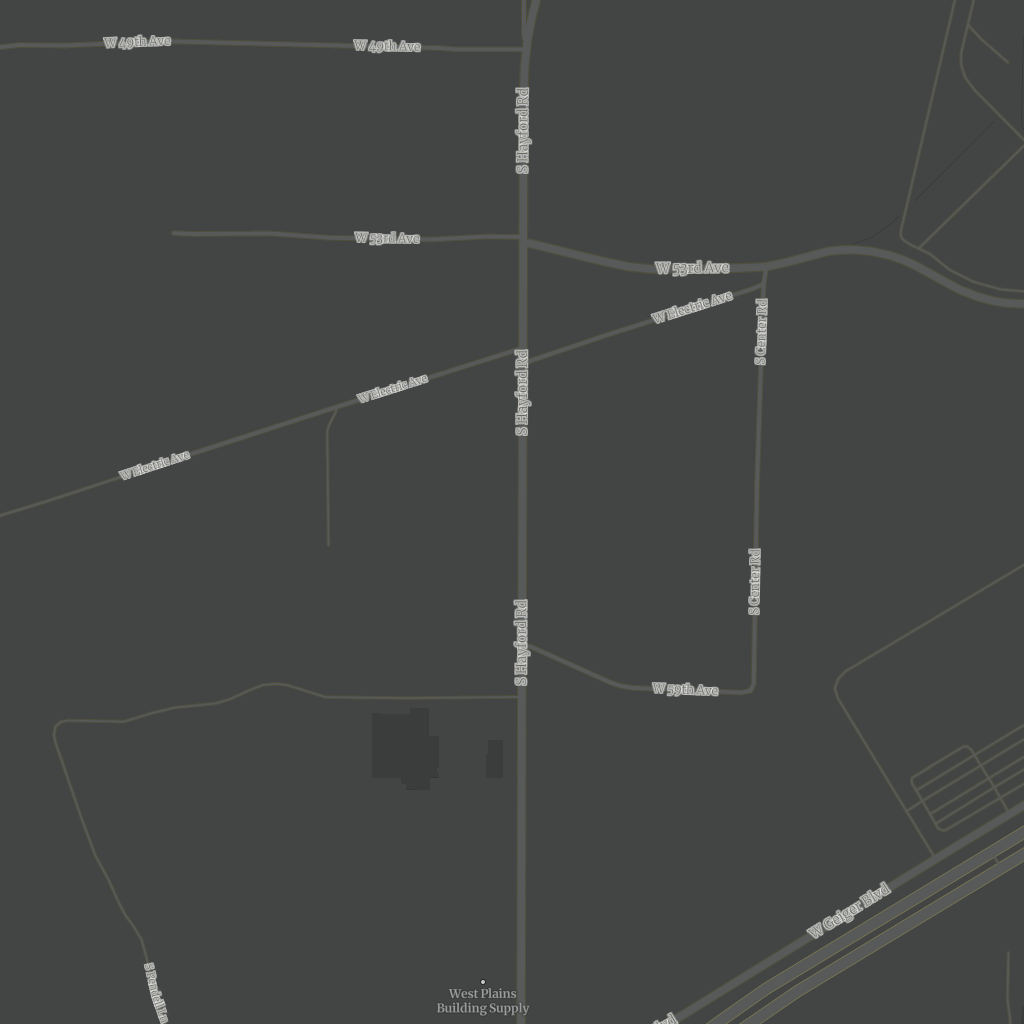 W 49th Ave
W 49th Ave
S Hayford Rd
W 53rd Ave
W 53rd Ave
W Electric Ave
S Center Rd
W Electric Ave
S Hayford Rd
W Electric Ave
S Center Rd
S Hayford Rd
W 59th Ave
W Geiger Blvd
West Plains
Building Supply